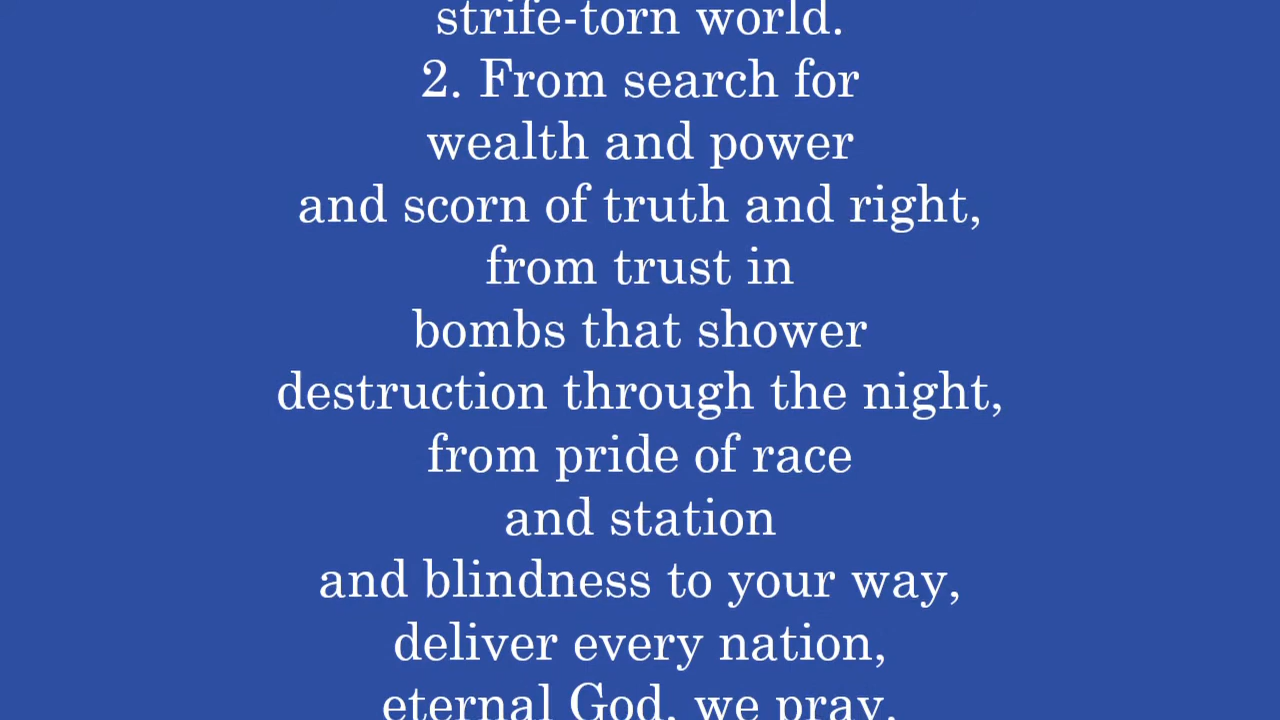 strife-torn world.
2. From search for
wealth and power
and scorn of truth and right,
from trust in
bombs that shower
destruction through the night,
from pride of race
and station
and blindness to your way,
deliver every nation,
eternal God, we pray.